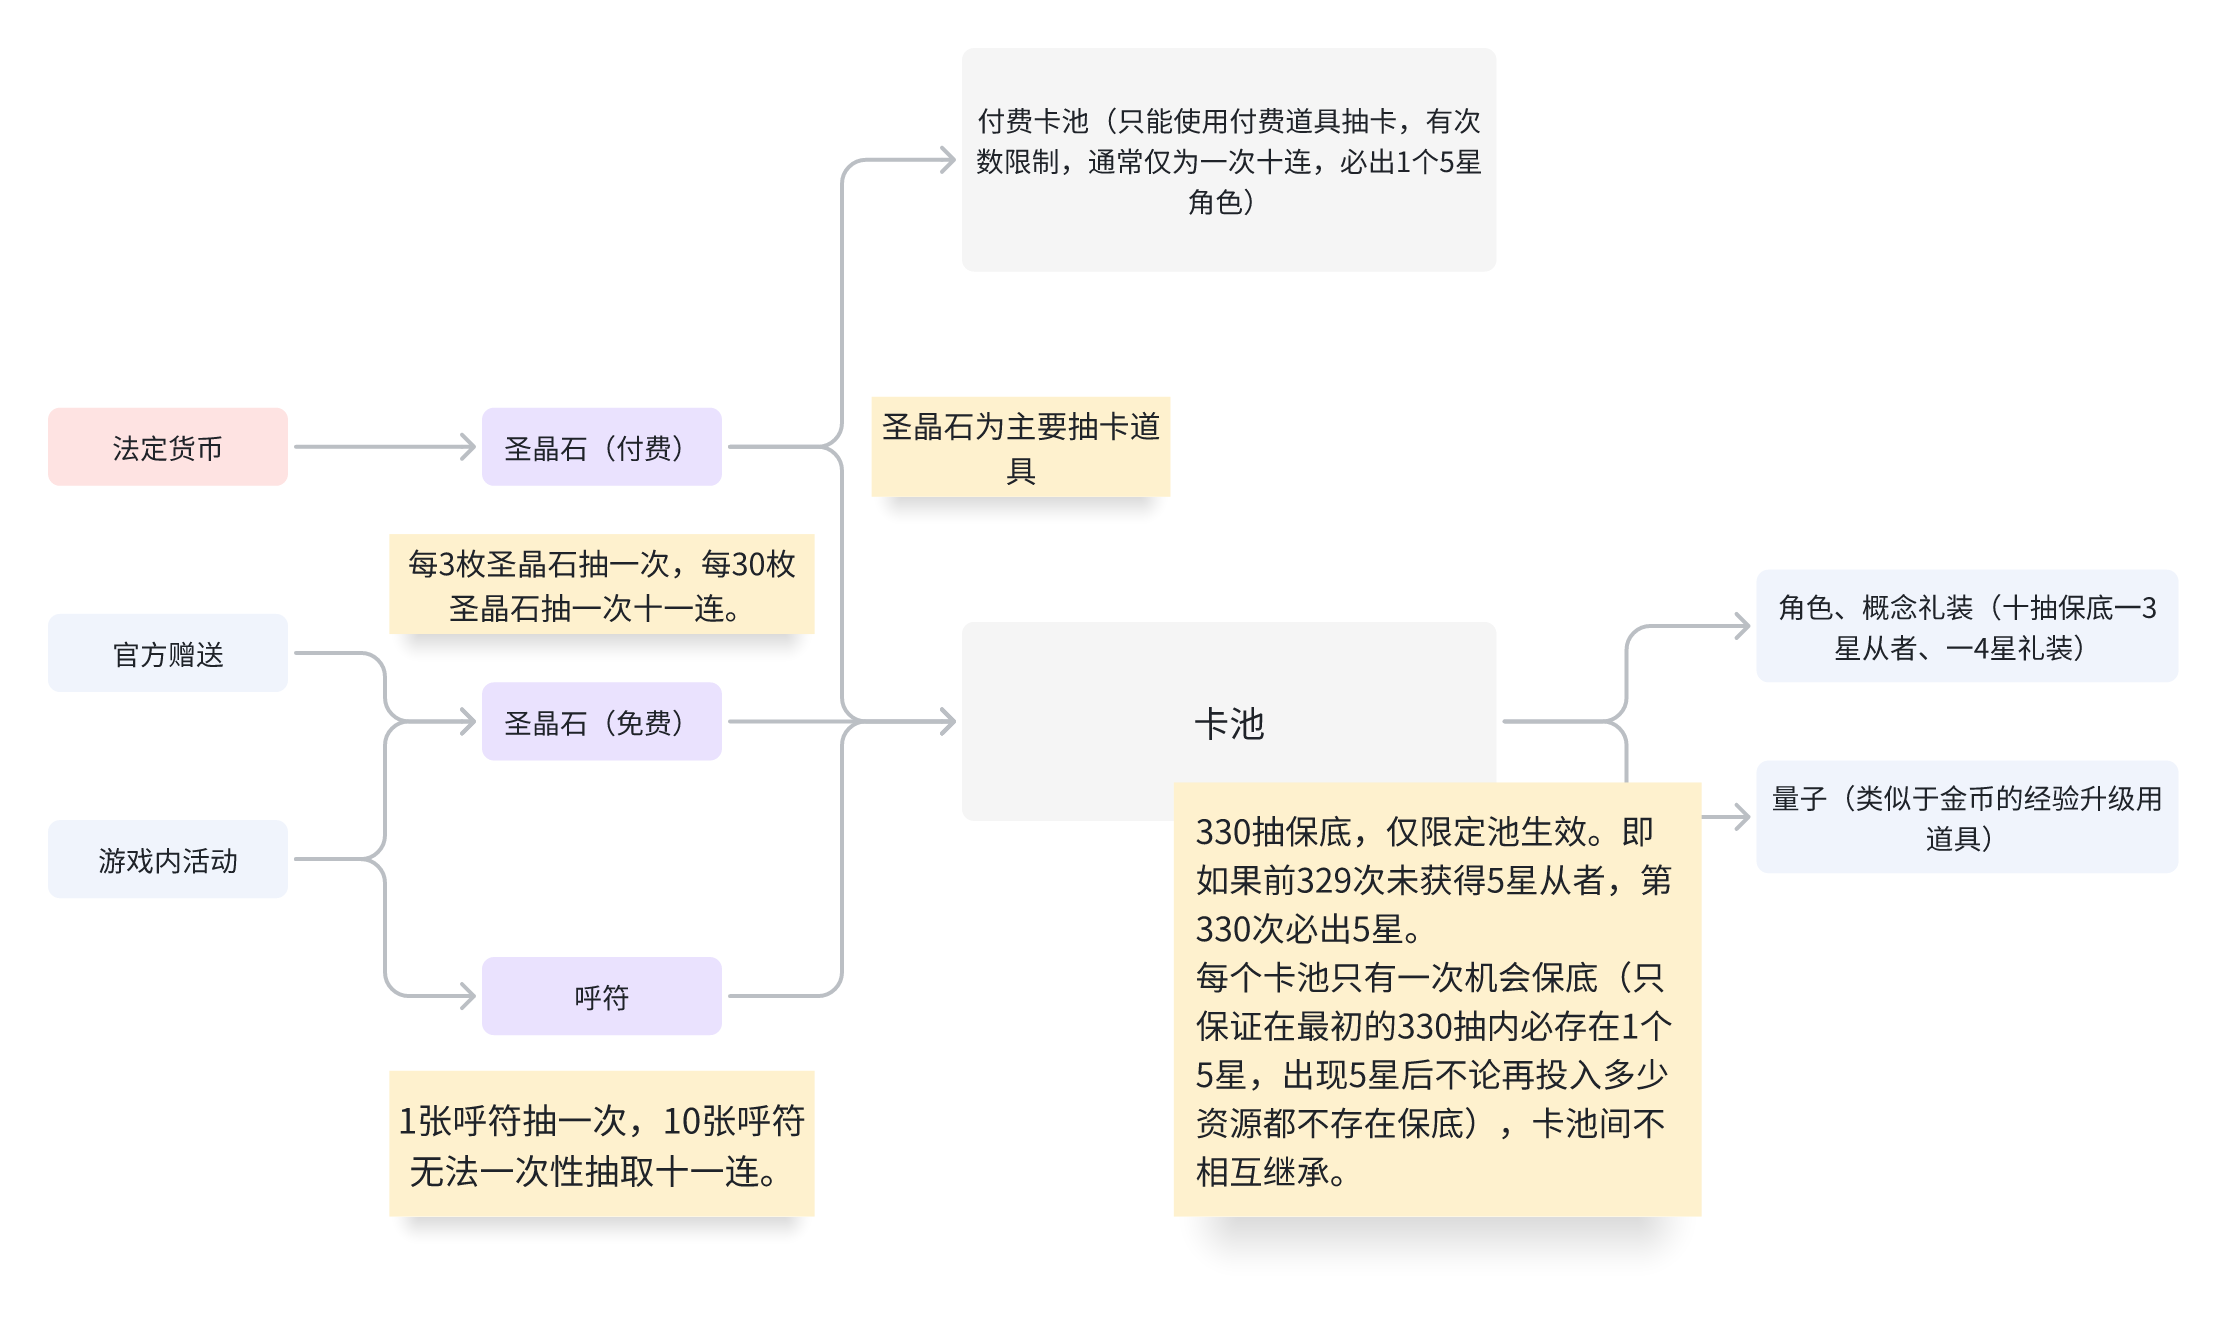 付费卡池（只能使用付费道具抽卡，有次
数限制，通常仅为一次十连，必出1个5星
角色）
法定货币
圣晶石（付费）
圣晶石为主要抽卡道
具
每3枚圣晶石抽一次，每30枚
圣晶石抽一次十一连。
官方赠送
圣晶石（免费）
游戏内活动
呼符
1张呼符抽一次，10张呼符
无法一次性抽取十一连。
卡池
330抽保底，仅限定池生效。即
如果前329次未获得5星从者，第
330次必出5星。
每个卡池只有一次机会保底（只
保证在最初的330抽内必存在1个
5星，出现5星后不论再投入多少
资源都不存在保底），卡池间不
相互继承。
角色、概念礼装（十抽保底一3
星从者、一4星礼装）
量子（类似于金币的经验升级用
道具）